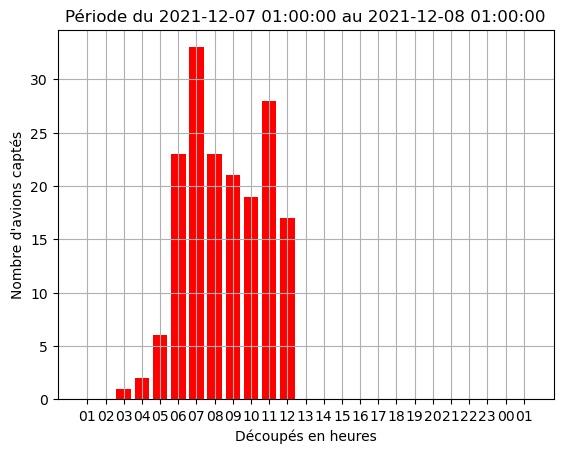 Période du 2021-12-07 01:00:00 au 2021-12-08 01:00:00
Nombre d'avions captés
30
25
20
15
10
5
0
01 02 03 04 05 06 07 08 09 10 11 12 13 14 15 16 17 18 19 20 21 22 23 00 01
Découpés en heures